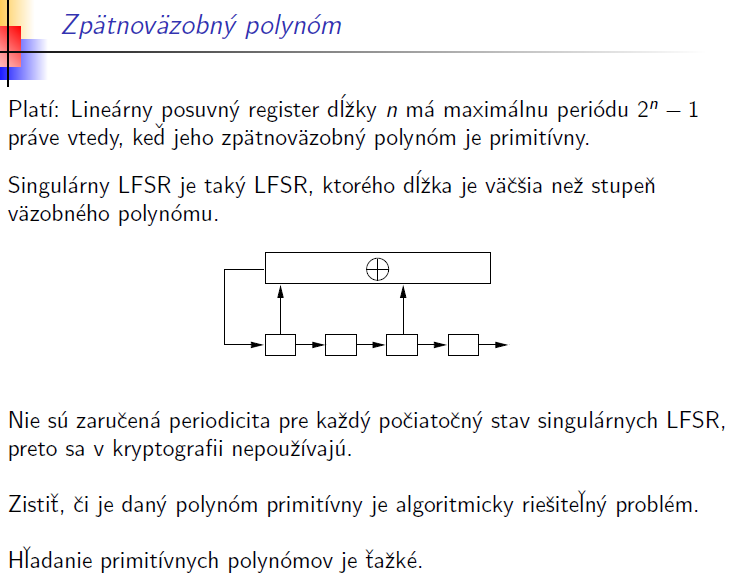 Zpätnoväzobný polynóm
Platí: Lineárny posuvný register dĺžky n má maximálnu periódu 2ⁿ − 1
práve vtedy, keď jeho zpätnoväzobný polynóm je primitívny.
Singulárny LFSR je taký LFSR, ktorého dĺžka je väčšia než stupeň
väzobného polynómu.
Nie sú zaručená periodicita pre každý počiatočný stav singulárnych LFSR,
preto sa v kryptografii nepoužívajú.
Zistiť, či je daný polynóm primitívny je algoritmicky riešiteľný problém.
Hľadanie primitívnych polynómov je ťažké.